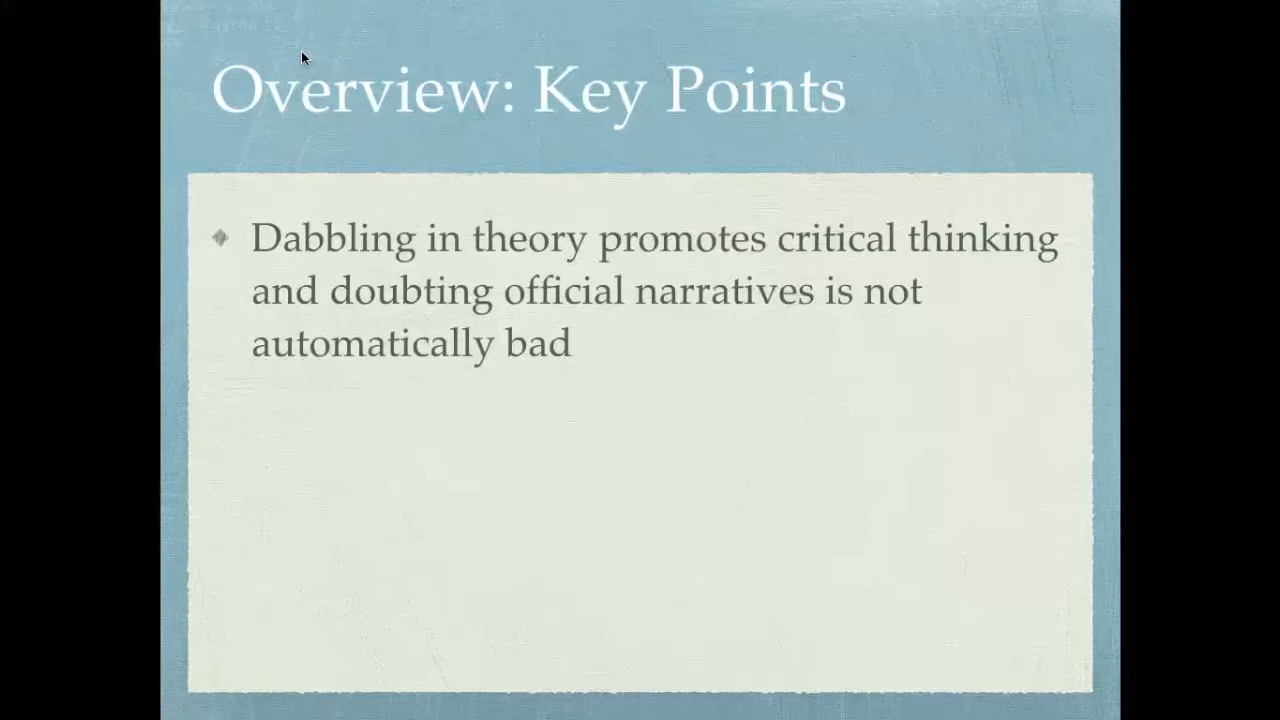 Overview: Key Points
Dabbling in theory promotes critical thinking
and doubting official narratives is not
automatically bad